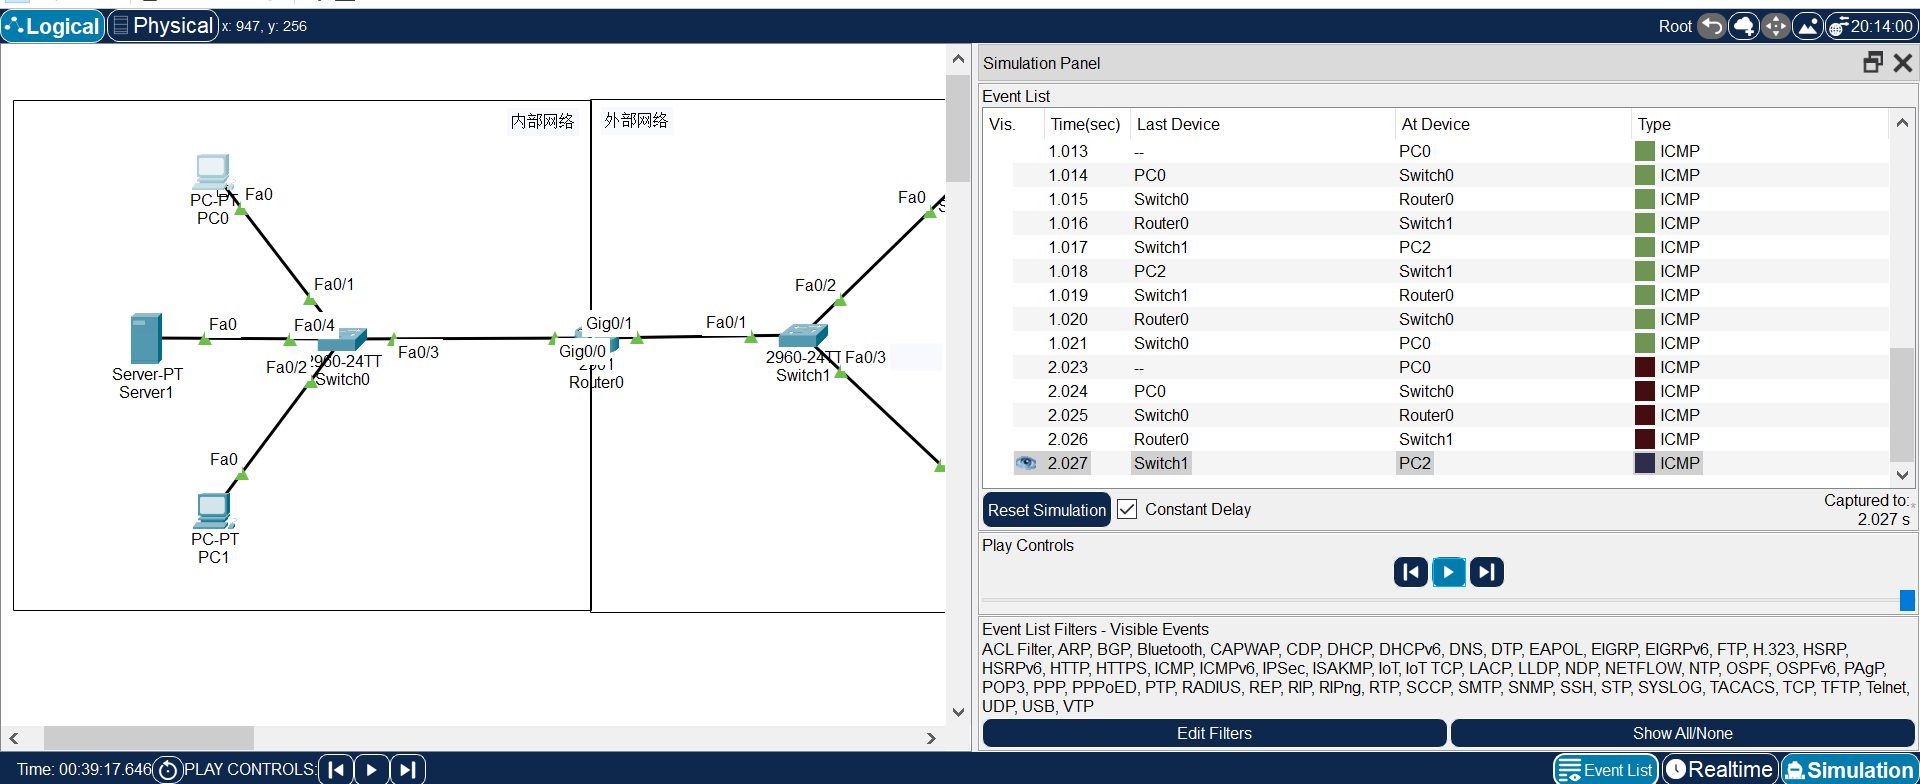 Logical Physical x: 947, y: 256 Root 20:14:00
内部网络 外部网络
PC-PT
PC0
Fa0
Fa0/1
Fa0
Server-PT
Server1
Fa0/4
2960-24TT
Switch0
Fa0/2
Fa0/3
Fa0
PC-PT
PC1
Gig0/1
Gig0/0
Router0
Fa0/1
Fa0/2
Fa0
2960-24TT
Switch1
Fa0/3
Simulation Panel
Event List
Vis. Time(sec) Last Device At Device Type
1.013 -- PC0 ICMP
1.014 PC0 Switch0 ICMP
1.015 Switch0 Router0 ICMP
1.016 Router0 Switch1 ICMP
1.017 Switch1 PC2 ICMP
1.018 PC2 Switch1 ICMP
1.019 Switch1 Router0 ICMP
1.020 Router0 Switch0 ICMP
1.021 Switch0 PC0 ICMP
2.023 -- PC0 ICMP
2.024 PC0 Switch0 ICMP
2.025 Switch0 Router0 ICMP
2.026 Router0 Switch1 ICMP
2.027 Switch1 PC2 ICMP
Reset Simulation Constant Delay Captured to:
2.027 s
Play Controls
Event List Filters - Visible Events
ACL Filter, ARP, BGP, Bluetooth, CAPWAP, CDP, DHCP, DHCPv6, DNS, DTP, EAPOL, EIGRP, EIGRPv6, FTP, H.323, HSRP,
HSRPv6, HTTP, HTTPS, ICMP, ICMPv6, IPSec, ISAKMP, IoT, IoT TCP, LACP, LLDP, NDP, NETFLOW, NTP, OSPF, OSPFv6, PAgP,
POP3, PPP, PPPoED, PTP, RADIUS, REP, RIP, RIPng, RTP, SCCP, SMTP, SNMP, SSH, STP, SYSLOG, TACACS, TCP, TFTP, Telnet,
UDP, USB, VTP
Edit Filters Show All/None
Time: 00:39:17.646 PLAY CONTROLS: Event List Realtime Simulation